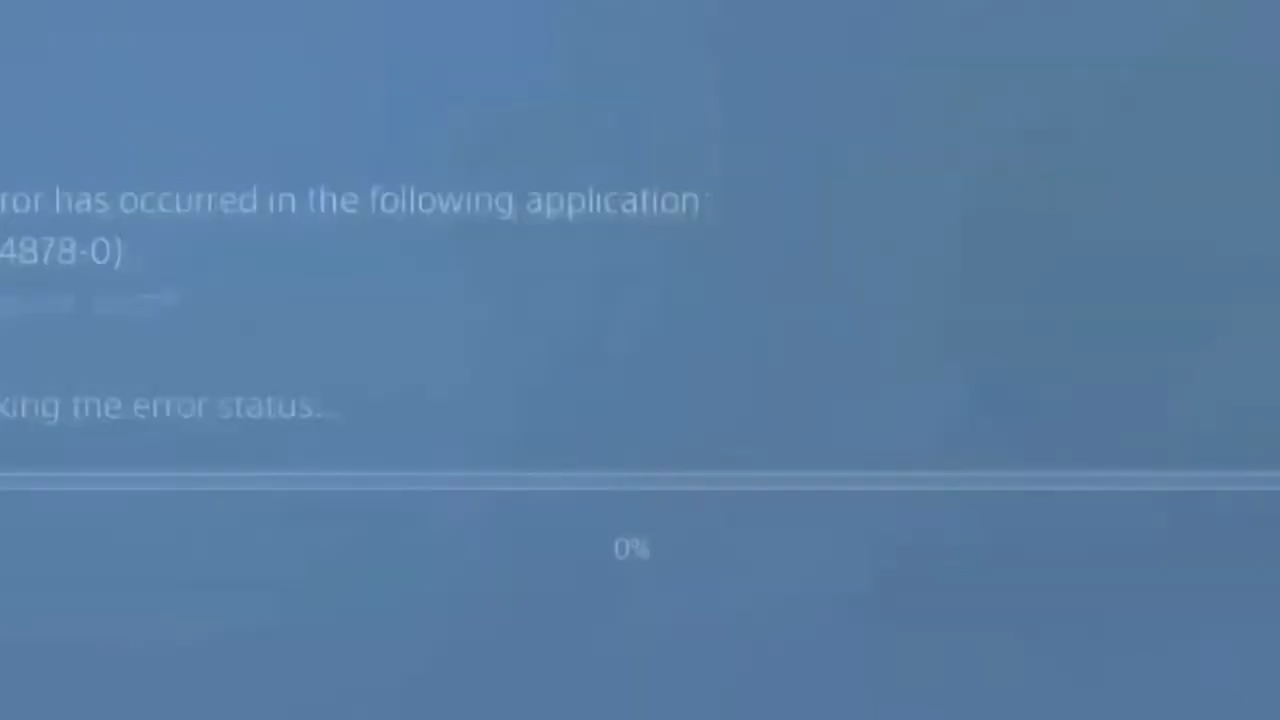 ror has occurred in the following application:
4878-0)
king the error status...
0%